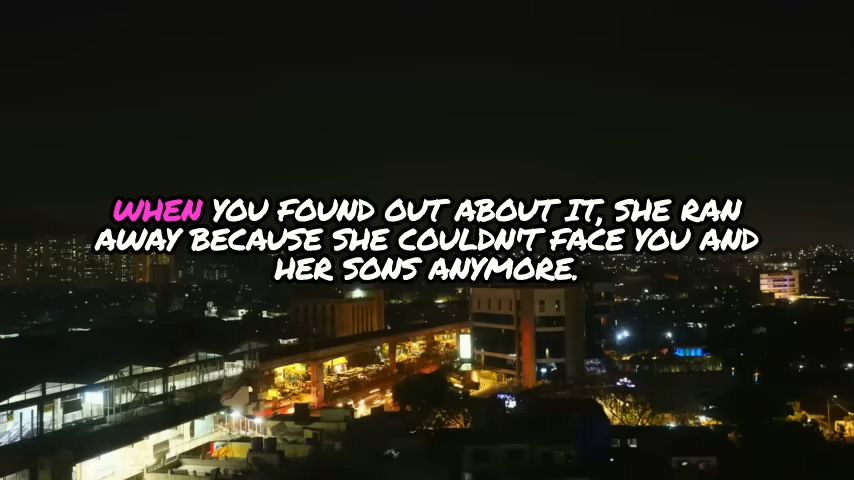 WHEN YOU FOUND OUT ABOUT IT, SHE RAN
AWAY BECAUSE SHE COULDN'T FACE YOU AND
HER SONS ANYMORE.